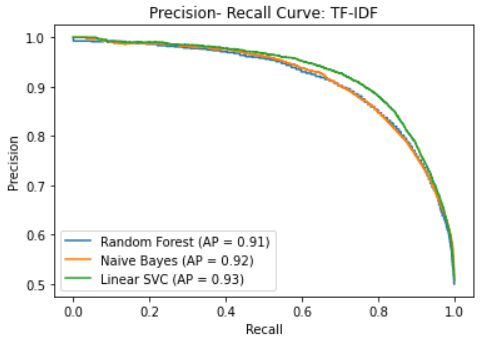 Precision- Recall Curve: TF-IDF
Precision
1.0
0.9
0.8
0.7
0.6
0.5
Random Forest (AP = 0.91)
Naive Bayes (AP = 0.92)
Linear SVC (AP = 0.93)
0.0 0.2 0.4 0.6 0.8 1.0
Recall